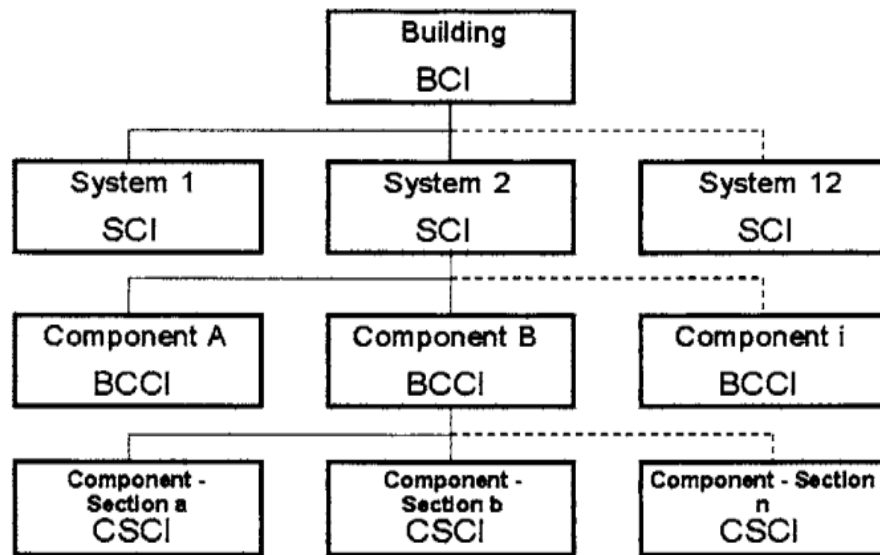 Building
BCI
System 1
SCI
System 2
SCI
System 12
SCI
Component A
BCCI
Component B
BCCI
Component i
BCCI
Component -
Section a
CSCI
Component -
Section b
CSCI
Component - Section
n
CSCI